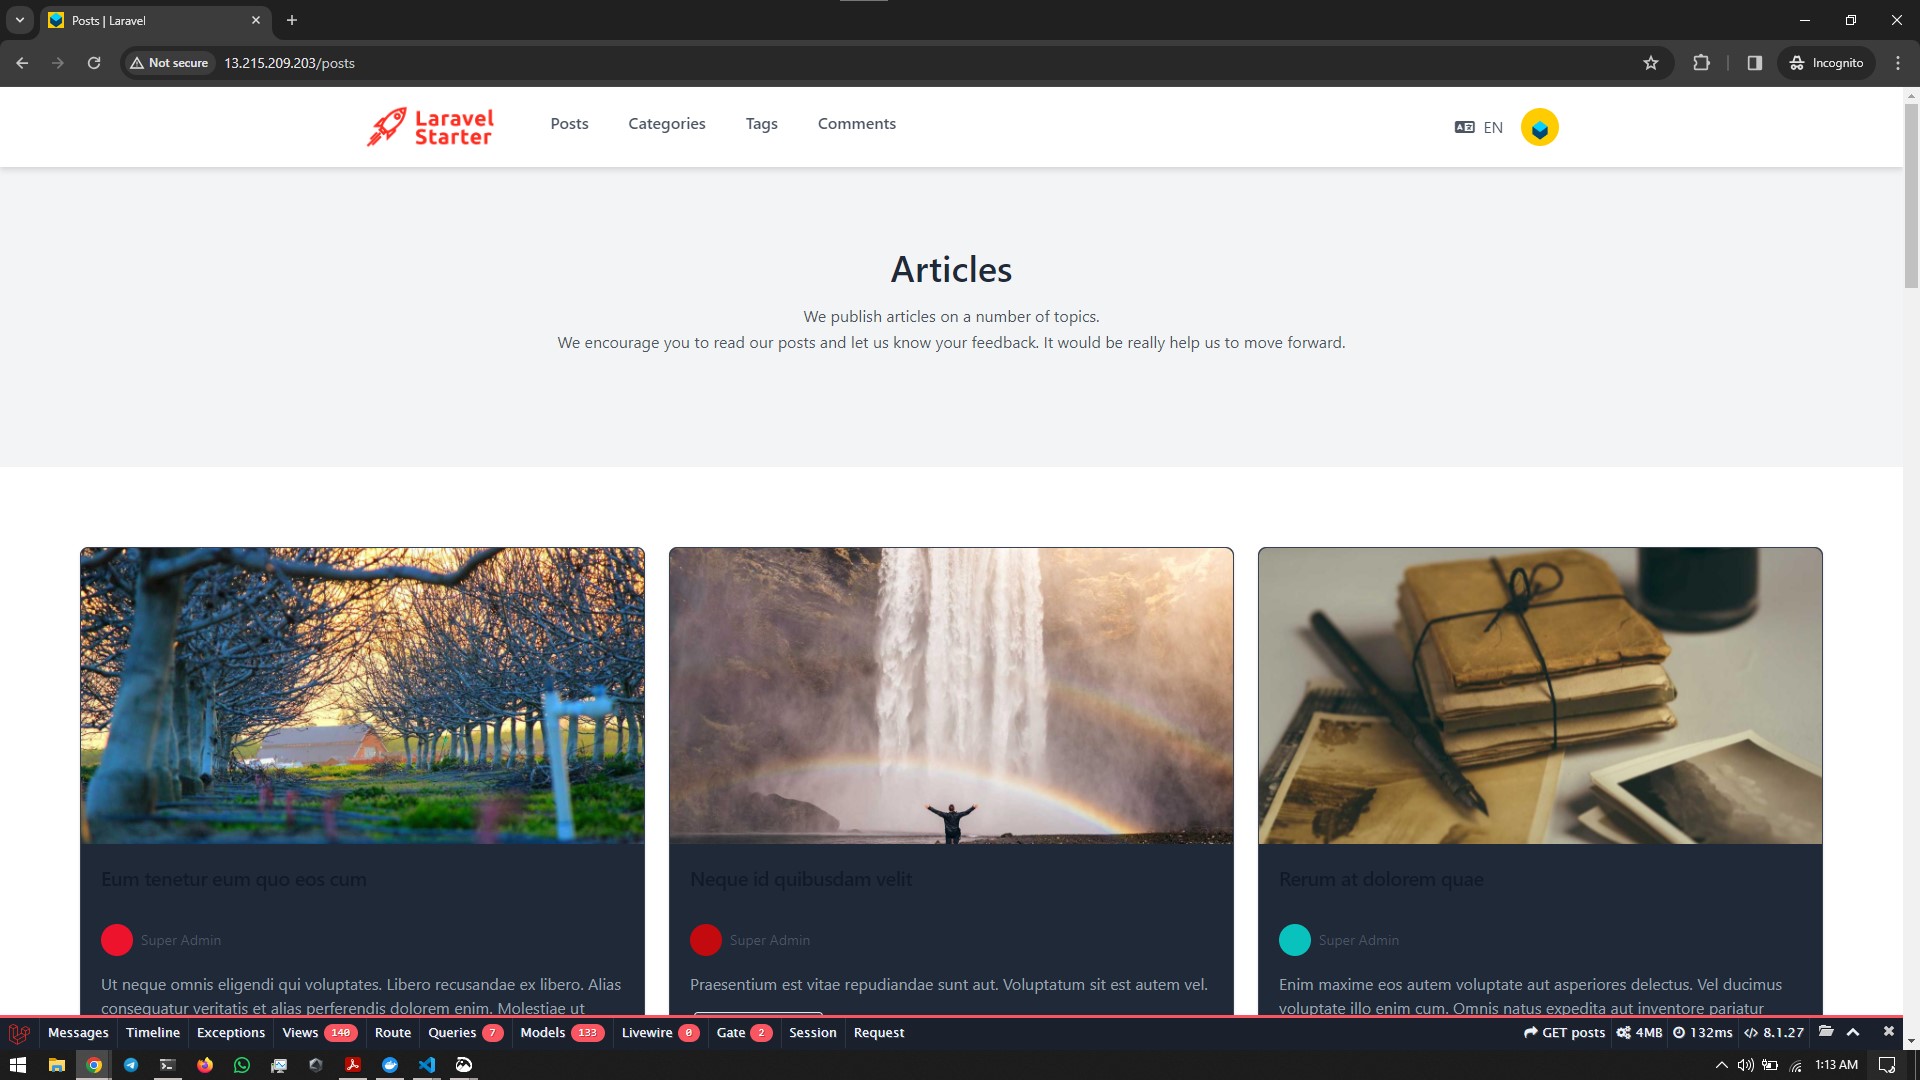 Posts | Laravel
Not secure
13.215.209.203/posts
Incognito
Laravel
Starter
Posts
Categories
Tags
Comments
EN
Articles
We publish articles on a number of topics.
We encourage you to read our posts and let us know your feedback. It would be really help us to move forward.
Eum tenetur eum quo eos cum
Super Admin
Ut neque omnis eligendi qui voluptates. Libero recusandae ex libero. Alias
consequatur veritatis et alias perferendis dolorem enim. Molestiae ut
Neque id quibusdam velit
Super Admin
Praesentium est vitae repudiandae sunt aut. Voluptatum sit est autem vel.
Rerum at dolorem quae
Super Admin
Enim maxime eos autem voluptate aut asperiores delectus. Vel ducimus
voluptate illo enim cum. Omnis natus expedita aut inventore pariatur
Messages
Timeline
Exceptions
Views 140
Route
Queries 7
Models 133
Livewire 0
Gate 2
Session
Request
GET posts
4MB
132ms
8.1.27
1:13 AM